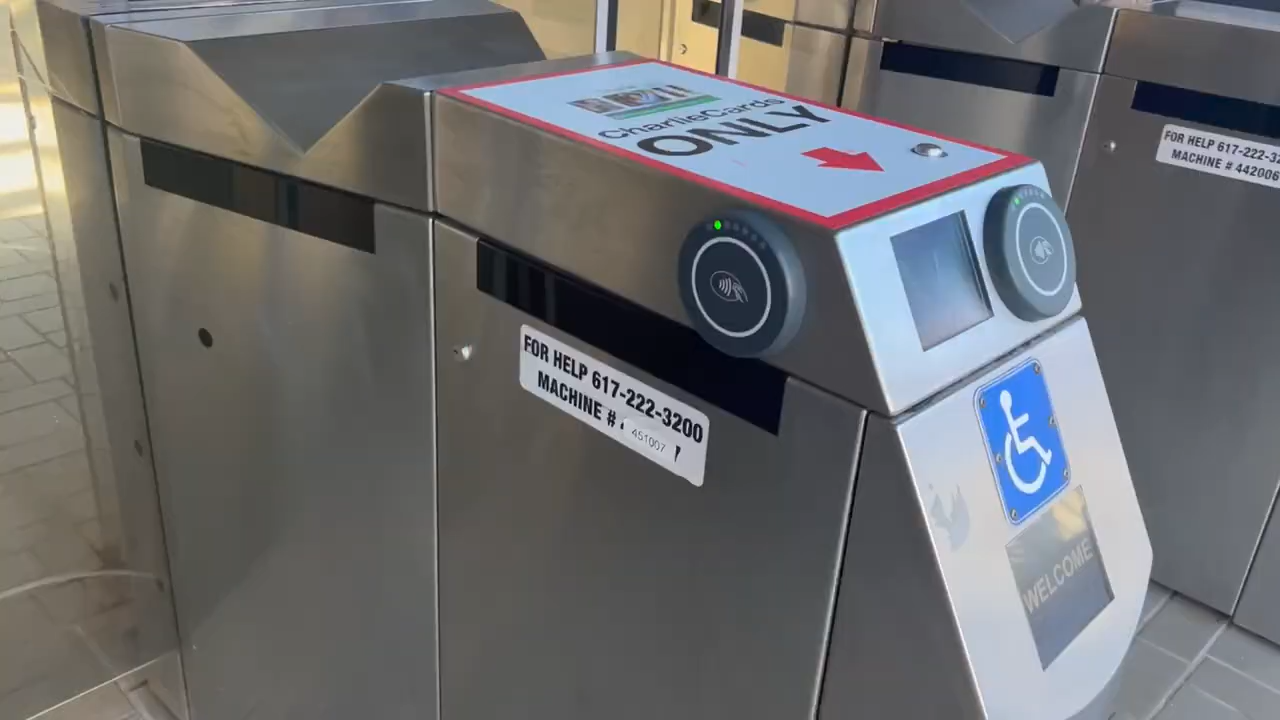 CharlieCards
ONLY
FOR HELP 617-222-3200
MACHINE #
451007
WELCOME
FOR HELP 617-222-32
MACHINE # 442006